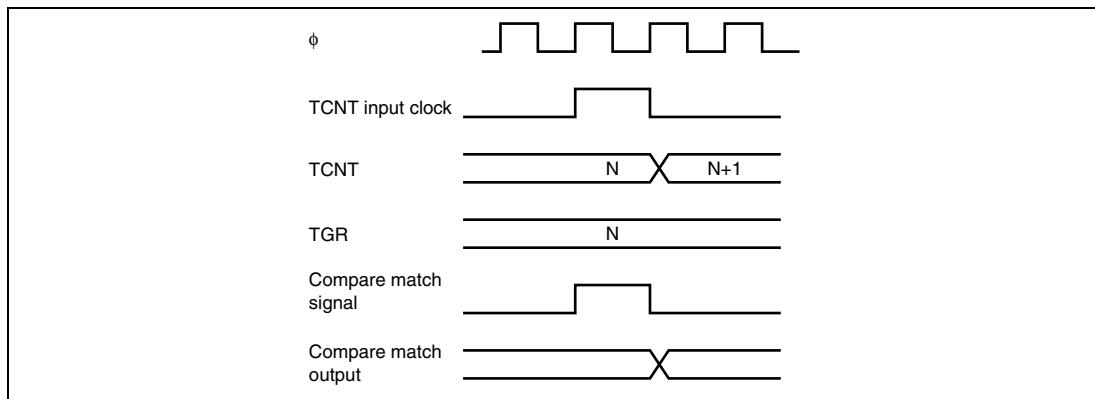 ϕ
TCNT input clock
TCNT
N
N+1
TGR
N
Compare match
signal
Compare match
output